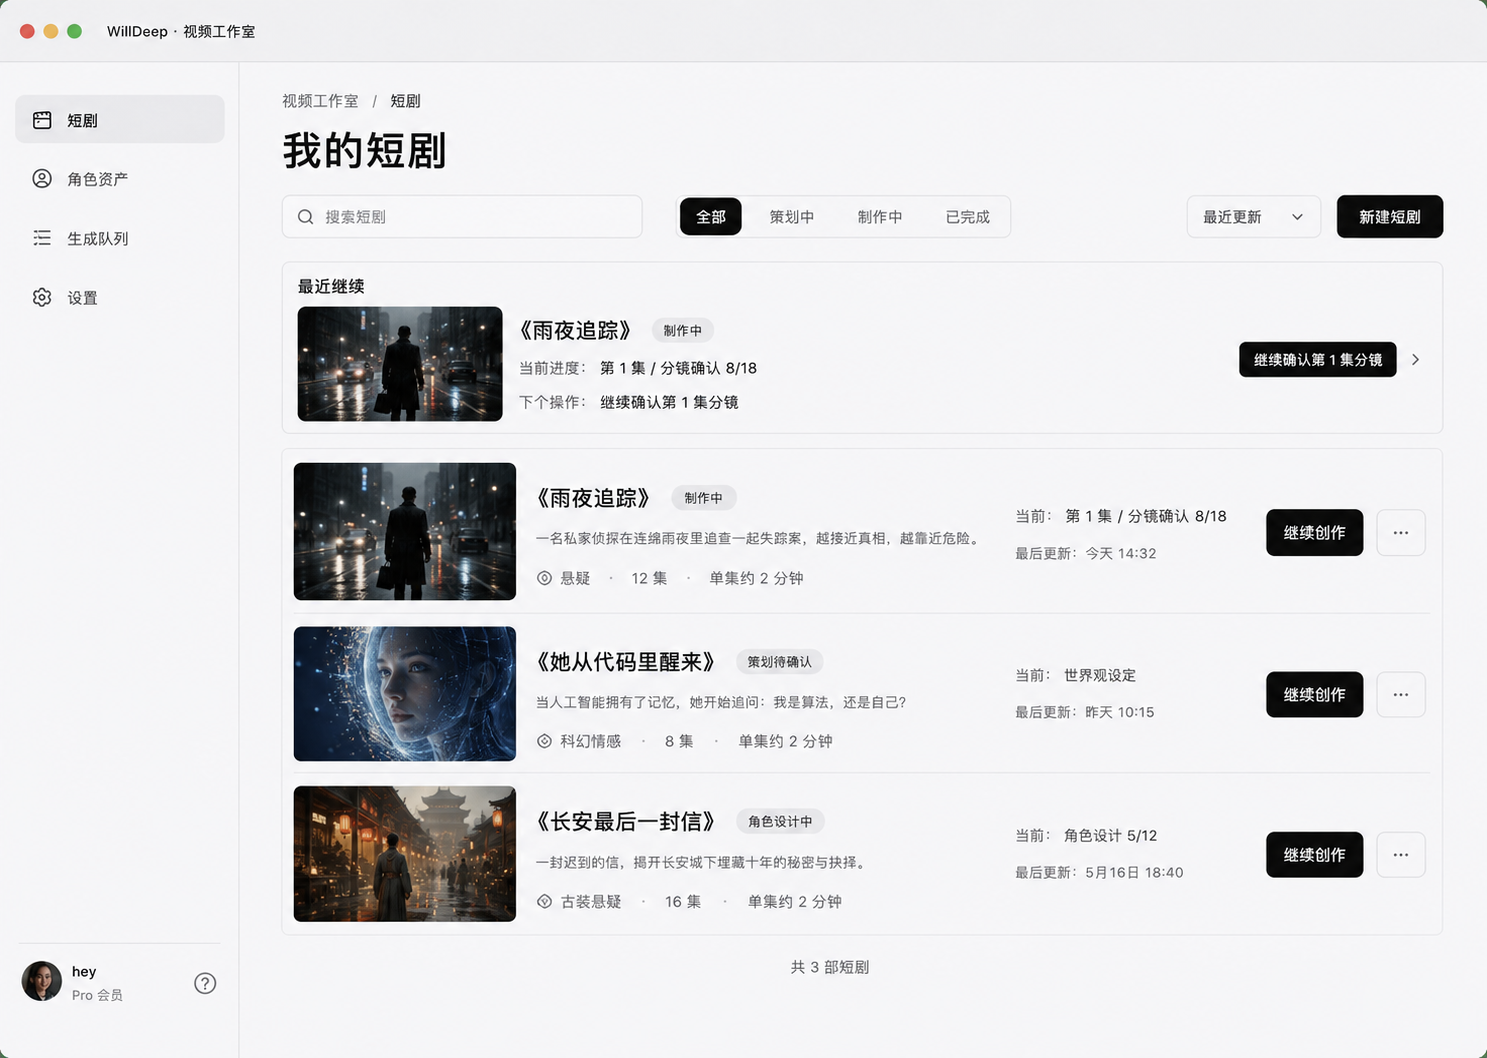 WillDeep · 视频工作室
短剧
角色资产
生成队列
设置
hey
Pro 会员
视频工作室 / 短剧
我的短剧
搜索短剧
全部 策划中 制作中 已完成
最近更新
新建短剧
最近继续
《雨夜追踪》 制作中
当前进度： 第 1 集 / 分镜确认 8/18
下个操作： 继续确认第 1 集分镜
继续确认第 1 集分镜
《雨夜追踪》 制作中
一名私家侦探在连绵雨夜里追查一起失踪案，越接近真相，越靠近危险。
悬疑 · 12 集 · 单集约 2 分钟
当前： 第 1 集 / 分镜确认 8/18
最后更新：今天 14:32
继续创作
《她从代码里醒来》 策划待确认
当人工智能拥有了记忆，她开始追问：我是算法，还是自己？
科幻情感 · 8 集 · 单集约 2 分钟
当前： 世界观设定
最后更新：昨天 10:15
继续创作
《长安最后一封信》 角色设计中
一封迟到的信，揭开长安城下埋藏十年的秘密与抉择。
古装悬疑 · 16 集 · 单集约 2 分钟
当前： 角色设计 5/12
最后更新：5月16日 18:40
继续创作
共 3 部短剧